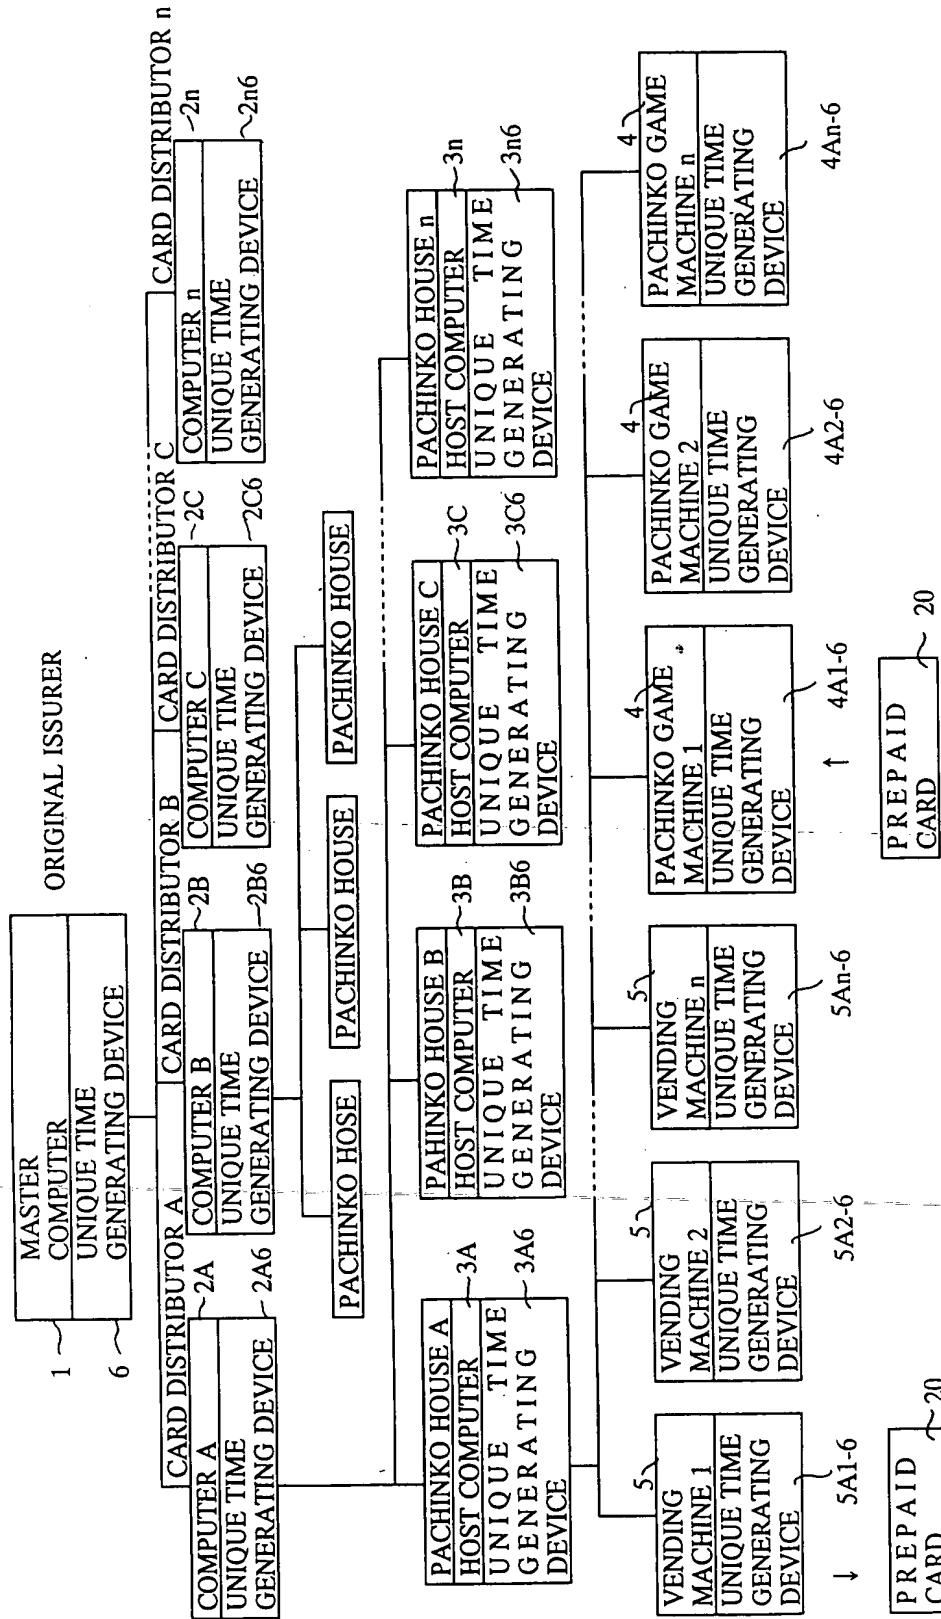 ORIGINAL ISSURER
MASTER
COMPUTER
UNIQUE TIME
GENERATING DEVICE
1
6
CARD DISTRIBUTOR A
COMPUTER A
UNIQUE TIME
GENERATING DEVICE
2A
2A6
CARD DISTRIBUTOR B
COMPUTER B
UNIQUE TIME
GENERATING DEVICE
2B
2B6
CARD DISTRIBUTOR C
COMPUTER C
UNIQUE TIME
GENERATING DEVICE
2C
2C6
CARD DISTRIBUTOR n
COMPUTER n
UNIQUE TIME
GENERATING DEVICE
2n
2n6
PACHINKO HOSE
PACHINKO HOUSE
PACHINKO HOUSE
PACHINKO HOUSE A
HOST COMPUTER
UNIQUE TIME
GENERATING
DEVICE
3A
3A6
PAHINKO HOUSE B
HOST COMPUTER
UNIQUE TIME
GENERATING
DEVICE
3B
3B6
PACHINKO HOUSE C
HOST COMPUTER
UNIQUE TIME
GENERATING
DEVICE
3C
3C6
PACHINKO HOUSE n
HOST COMPUTER
UNIQUE TIME
GENERATING
DEVICE
3n
3n6
5
VENDING
MACHINE 1
UNIQUE TIME
GENERATING
DEVICE
5A1-6
5
VENDING
MACHINE 2
UNIQUE TIME
GENERATING
DEVICE
5A2-6
5
VENDING
MACHINE n
UNIQUE TIME
GENERATING
DEVICE
5An-6
4
PACHINKO GAME
MACHINE 1
UNIQUE TIME
GENERATING
DEVICE
4A1-6
4
PACHINKO GAME
MACHINE 2
UNIQUE TIME
GENERATING
DEVICE
4A2-6
4
PACHINKO GAME
MACHINE n
UNIQUE TIME
GENERATING
DEVICE
4An-6
←
PREPAID
CARD
20
→
PREPAID
CARD
20